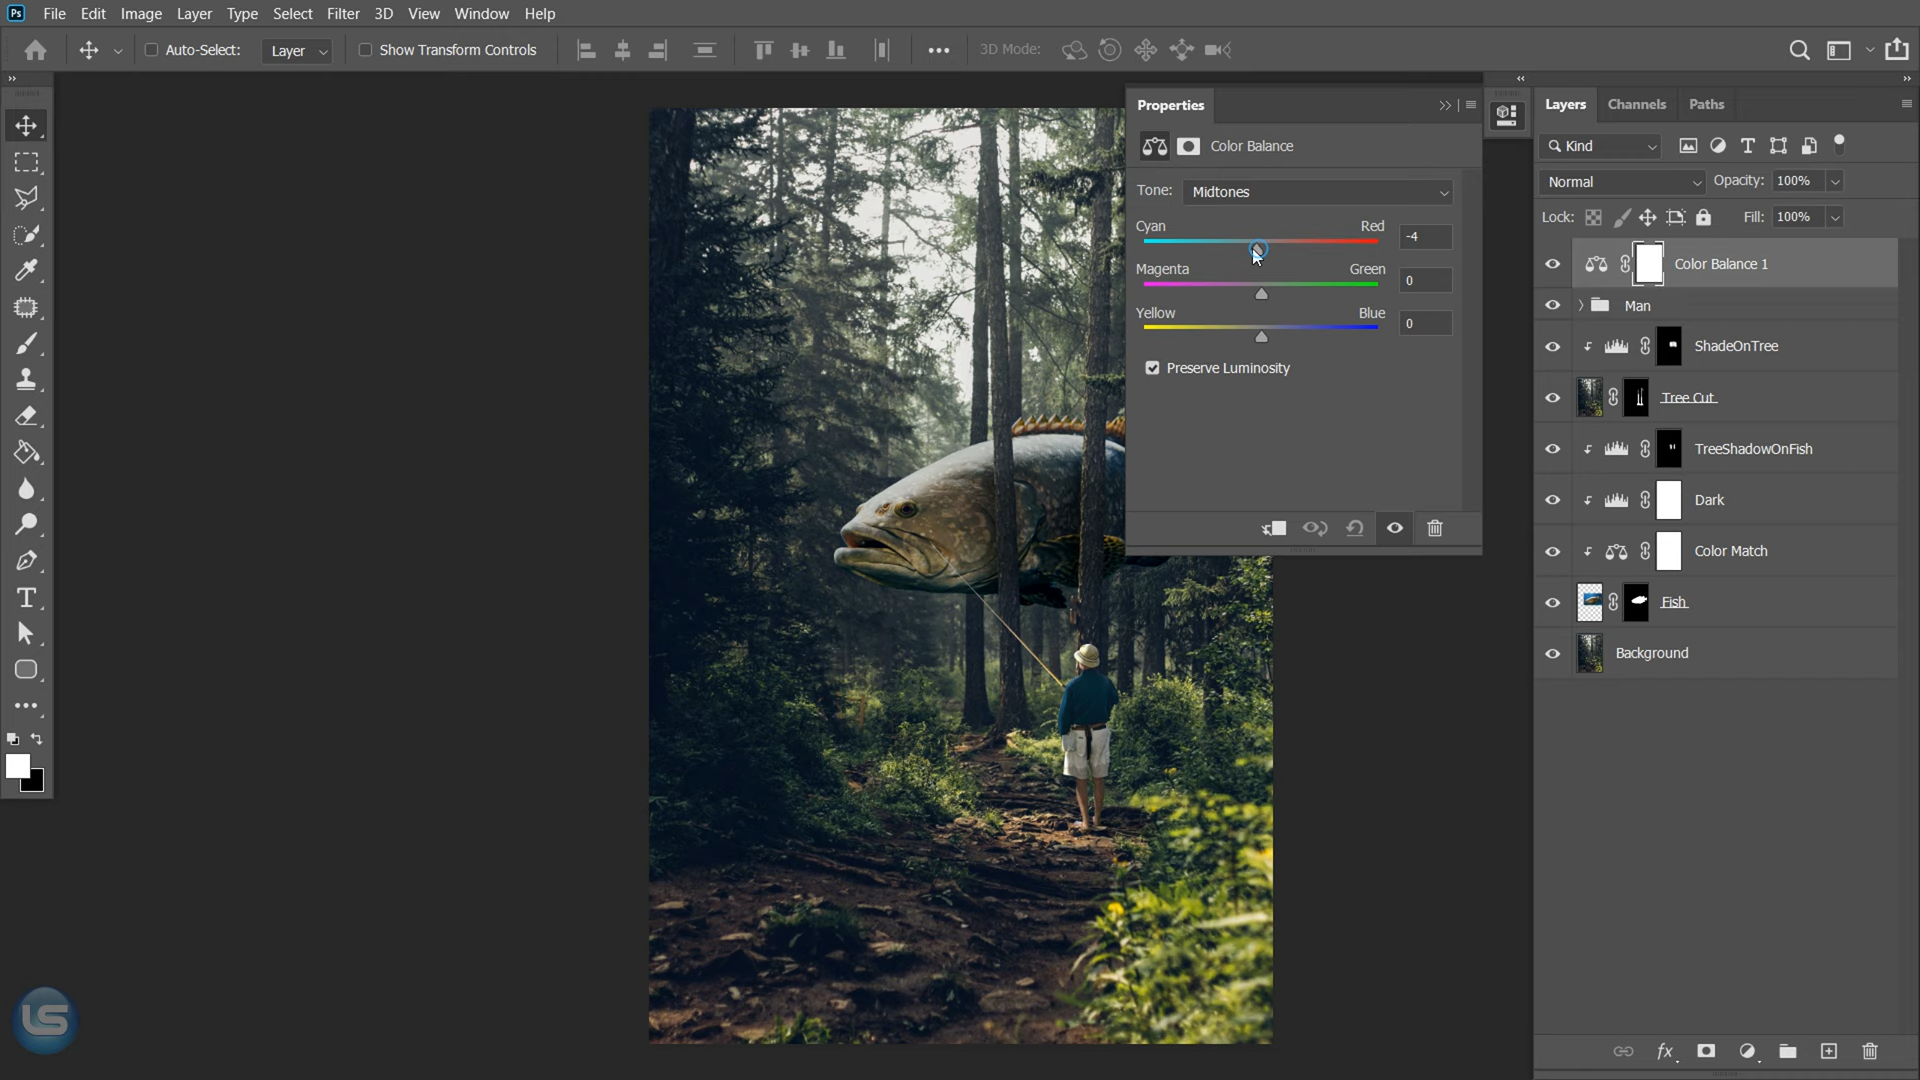 Ps File Edit Image Layer Type Select Filter 3D View Window Help
Auto-Select: Layer Show Transform Controls 3D Mode:
Properties
Color Balance
Tone: Midtones
Cyan Red -4
Magenta Green 0
Yellow Blue 0
Preserve Luminosity
Layers Channels Paths
Kind
Normal Opacity: 100%
Lock: Fill: 100%
Color Balance 1
Man
ShadeOnTree
Tree Cut
TreeShadowOnFish
Dark
Color Match
Fish
Background
fx
LS